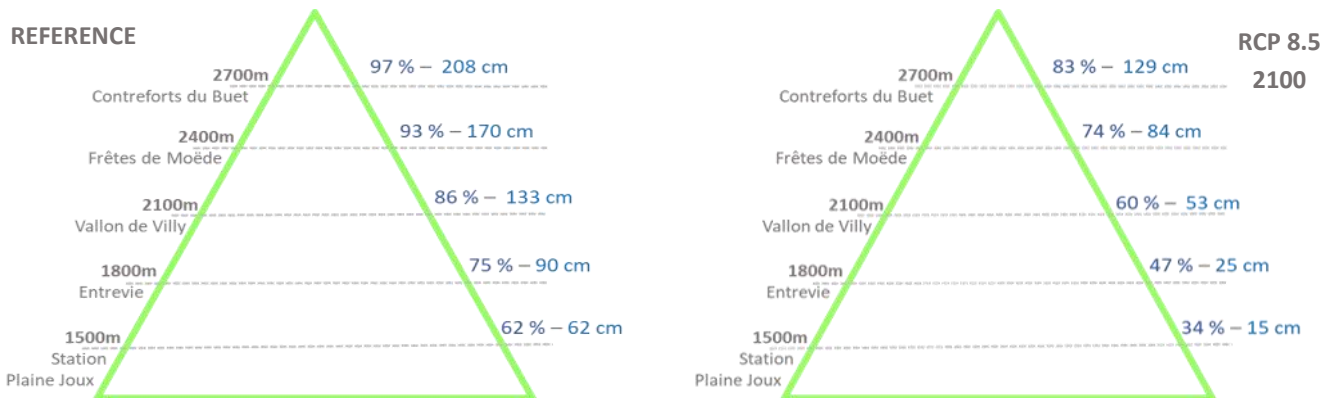 REFERENCE
97 % – 208 cm
2700m
Contreforts du Buet
93 % – 170 cm
2400m
Frêtes de Moëde
86 % – 133 cm
2100m
Vallon de Villy
75 % – 90 cm
1800m
Entrevie
62 % – 62 cm
1500m
Station
Plaine Joux
RCP 8.5
2100
83 % – 129 cm
2700m
Contreforts du Buet
74 % – 84 cm
2400m
Frêtes de Moëde
60 % – 53 cm
2100m
Vallon de Villy
47 % – 25 cm
1800m
Entrevie
34 % – 15 cm
1500m
Station
Plaine Joux